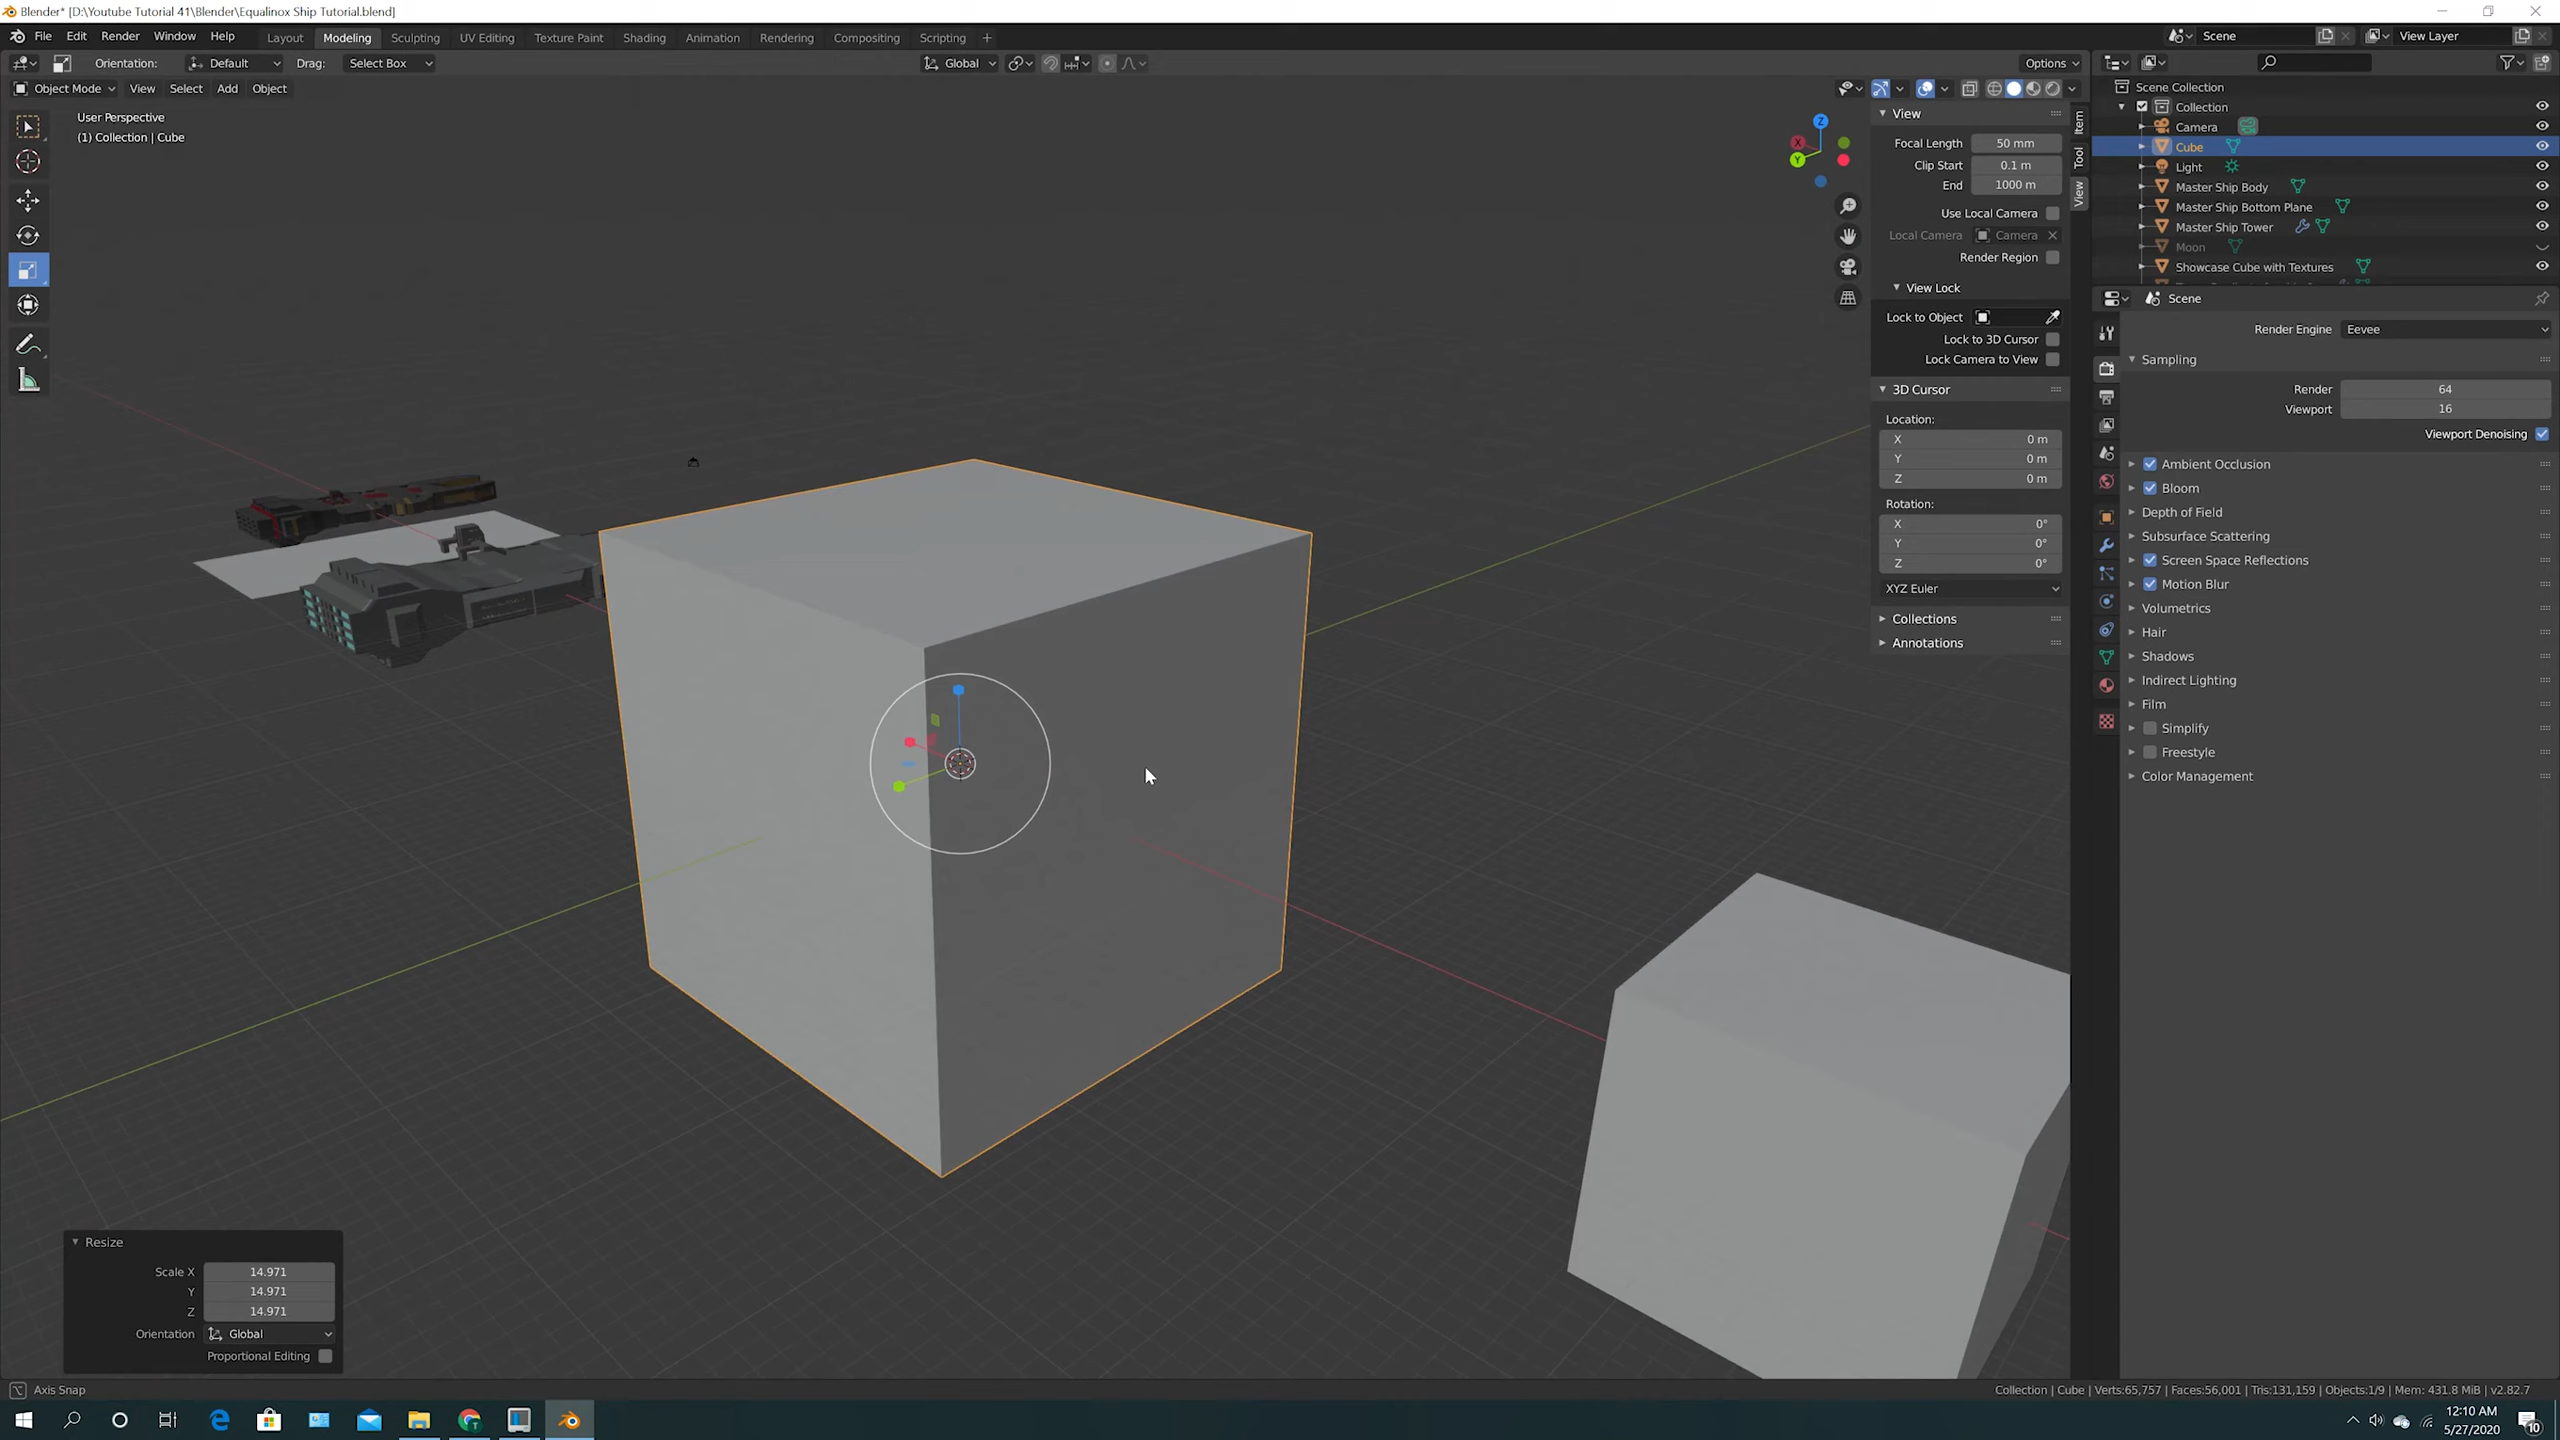 Blender* [D:\Youtube Tutorial 41\Blender\Equalinox Ship Tutorial.blend]
File Edit Render Window Help Layout Modeling Sculpting UV Editing Texture Paint Shading Animation Rendering Compositing Scripting + Scene View Layer
Orientation: Default Drag: Select Box Global Options
Object Mode View Select Add Object
User Perspective
(1) Collection | Cube
Z
X
Y
View
Focal Length 50 mm
Clip Start 0.1 m
End 1000 m
Use Local Camera
Local Camera Camera
Render Region
View Lock
Lock to Object
Lock to 3D Cursor
Lock Camera to View
3D Cursor
Location:
X 0 m
Y 0 m
Z 0 m
Rotation:
X 0°
Y 0°
Z 0°
XYZ Euler
Collections
Annotations
Item
Tool
View
Scene Collection
Collection
Camera
Cube
Light
Master Ship Body
Master Ship Bottom Plane
Master Ship Tower
Moon
Showcase Cube with Textures
Scene
Render Engine Eevee
Sampling
Render 64
Viewport 16
Viewport Denoising
Ambient Occlusion
Bloom
Depth of Field
Subsurface Scattering
Screen Space Reflections
Motion Blur
Volumetrics
Hair
Shadows
Indirect Lighting
Film
Simplify
Freestyle
Color Management
Resize
Scale X 14.971
Y 14.971
Z 14.971
Orientation Global
Proportional Editing
Axis Snap
Collection | Cube | Verts:65,757 | Faces:56,001 | Tris:131,159 | Objects:1/9 | Mem: 431.8 MiB | v2.82.7
12:10 AM
5/27/2020
10